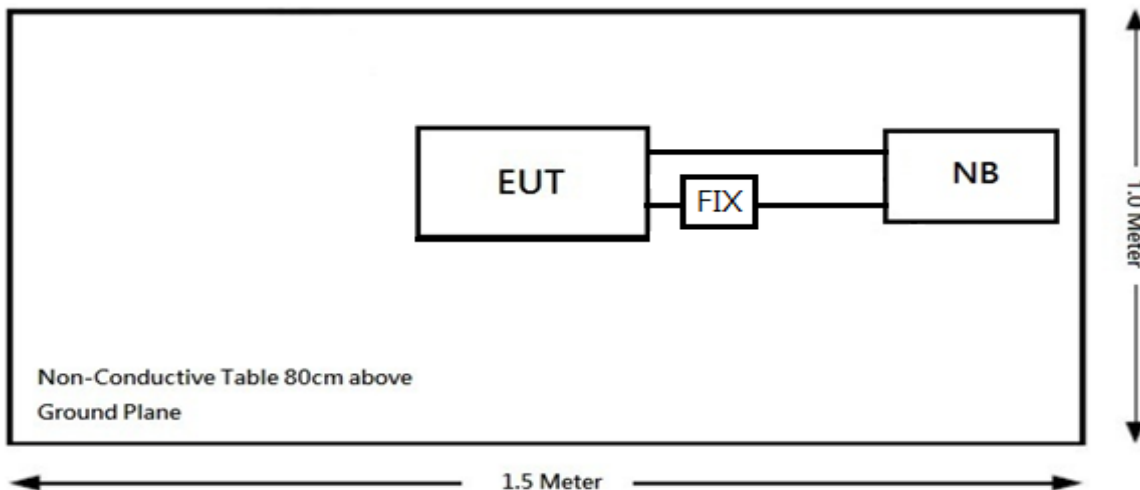 EUT
FIX
NB
1.0 Meter
Non-Conductive Table 80cm above
Ground Plane
1.5 Meter